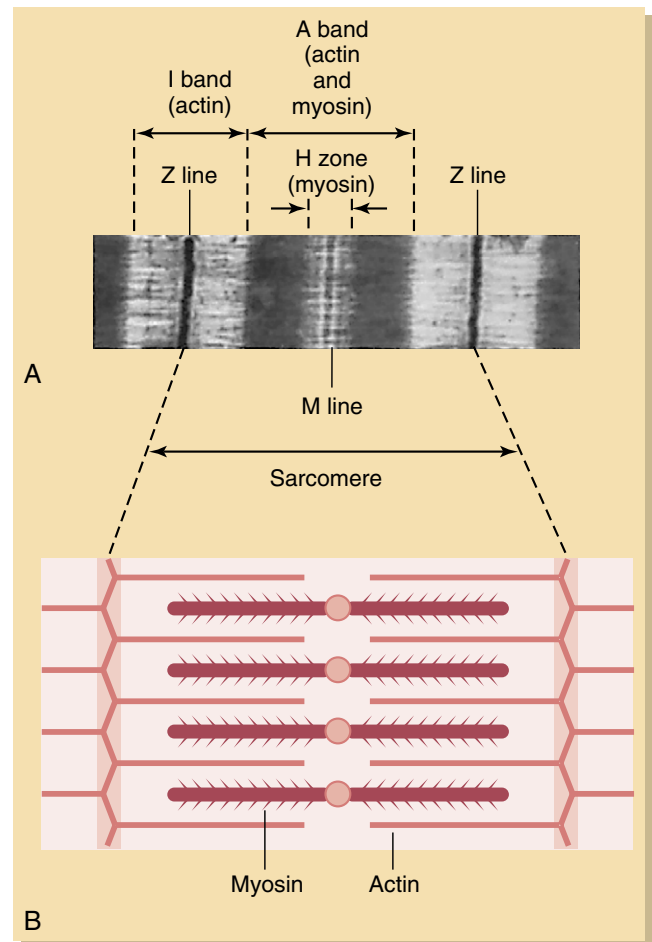 A band
(actin
and
myosin)
I band
(actin)
H zone
(myosin)
Z line
Z line
A
M line
Sarcomere
Myosin
Actin
B